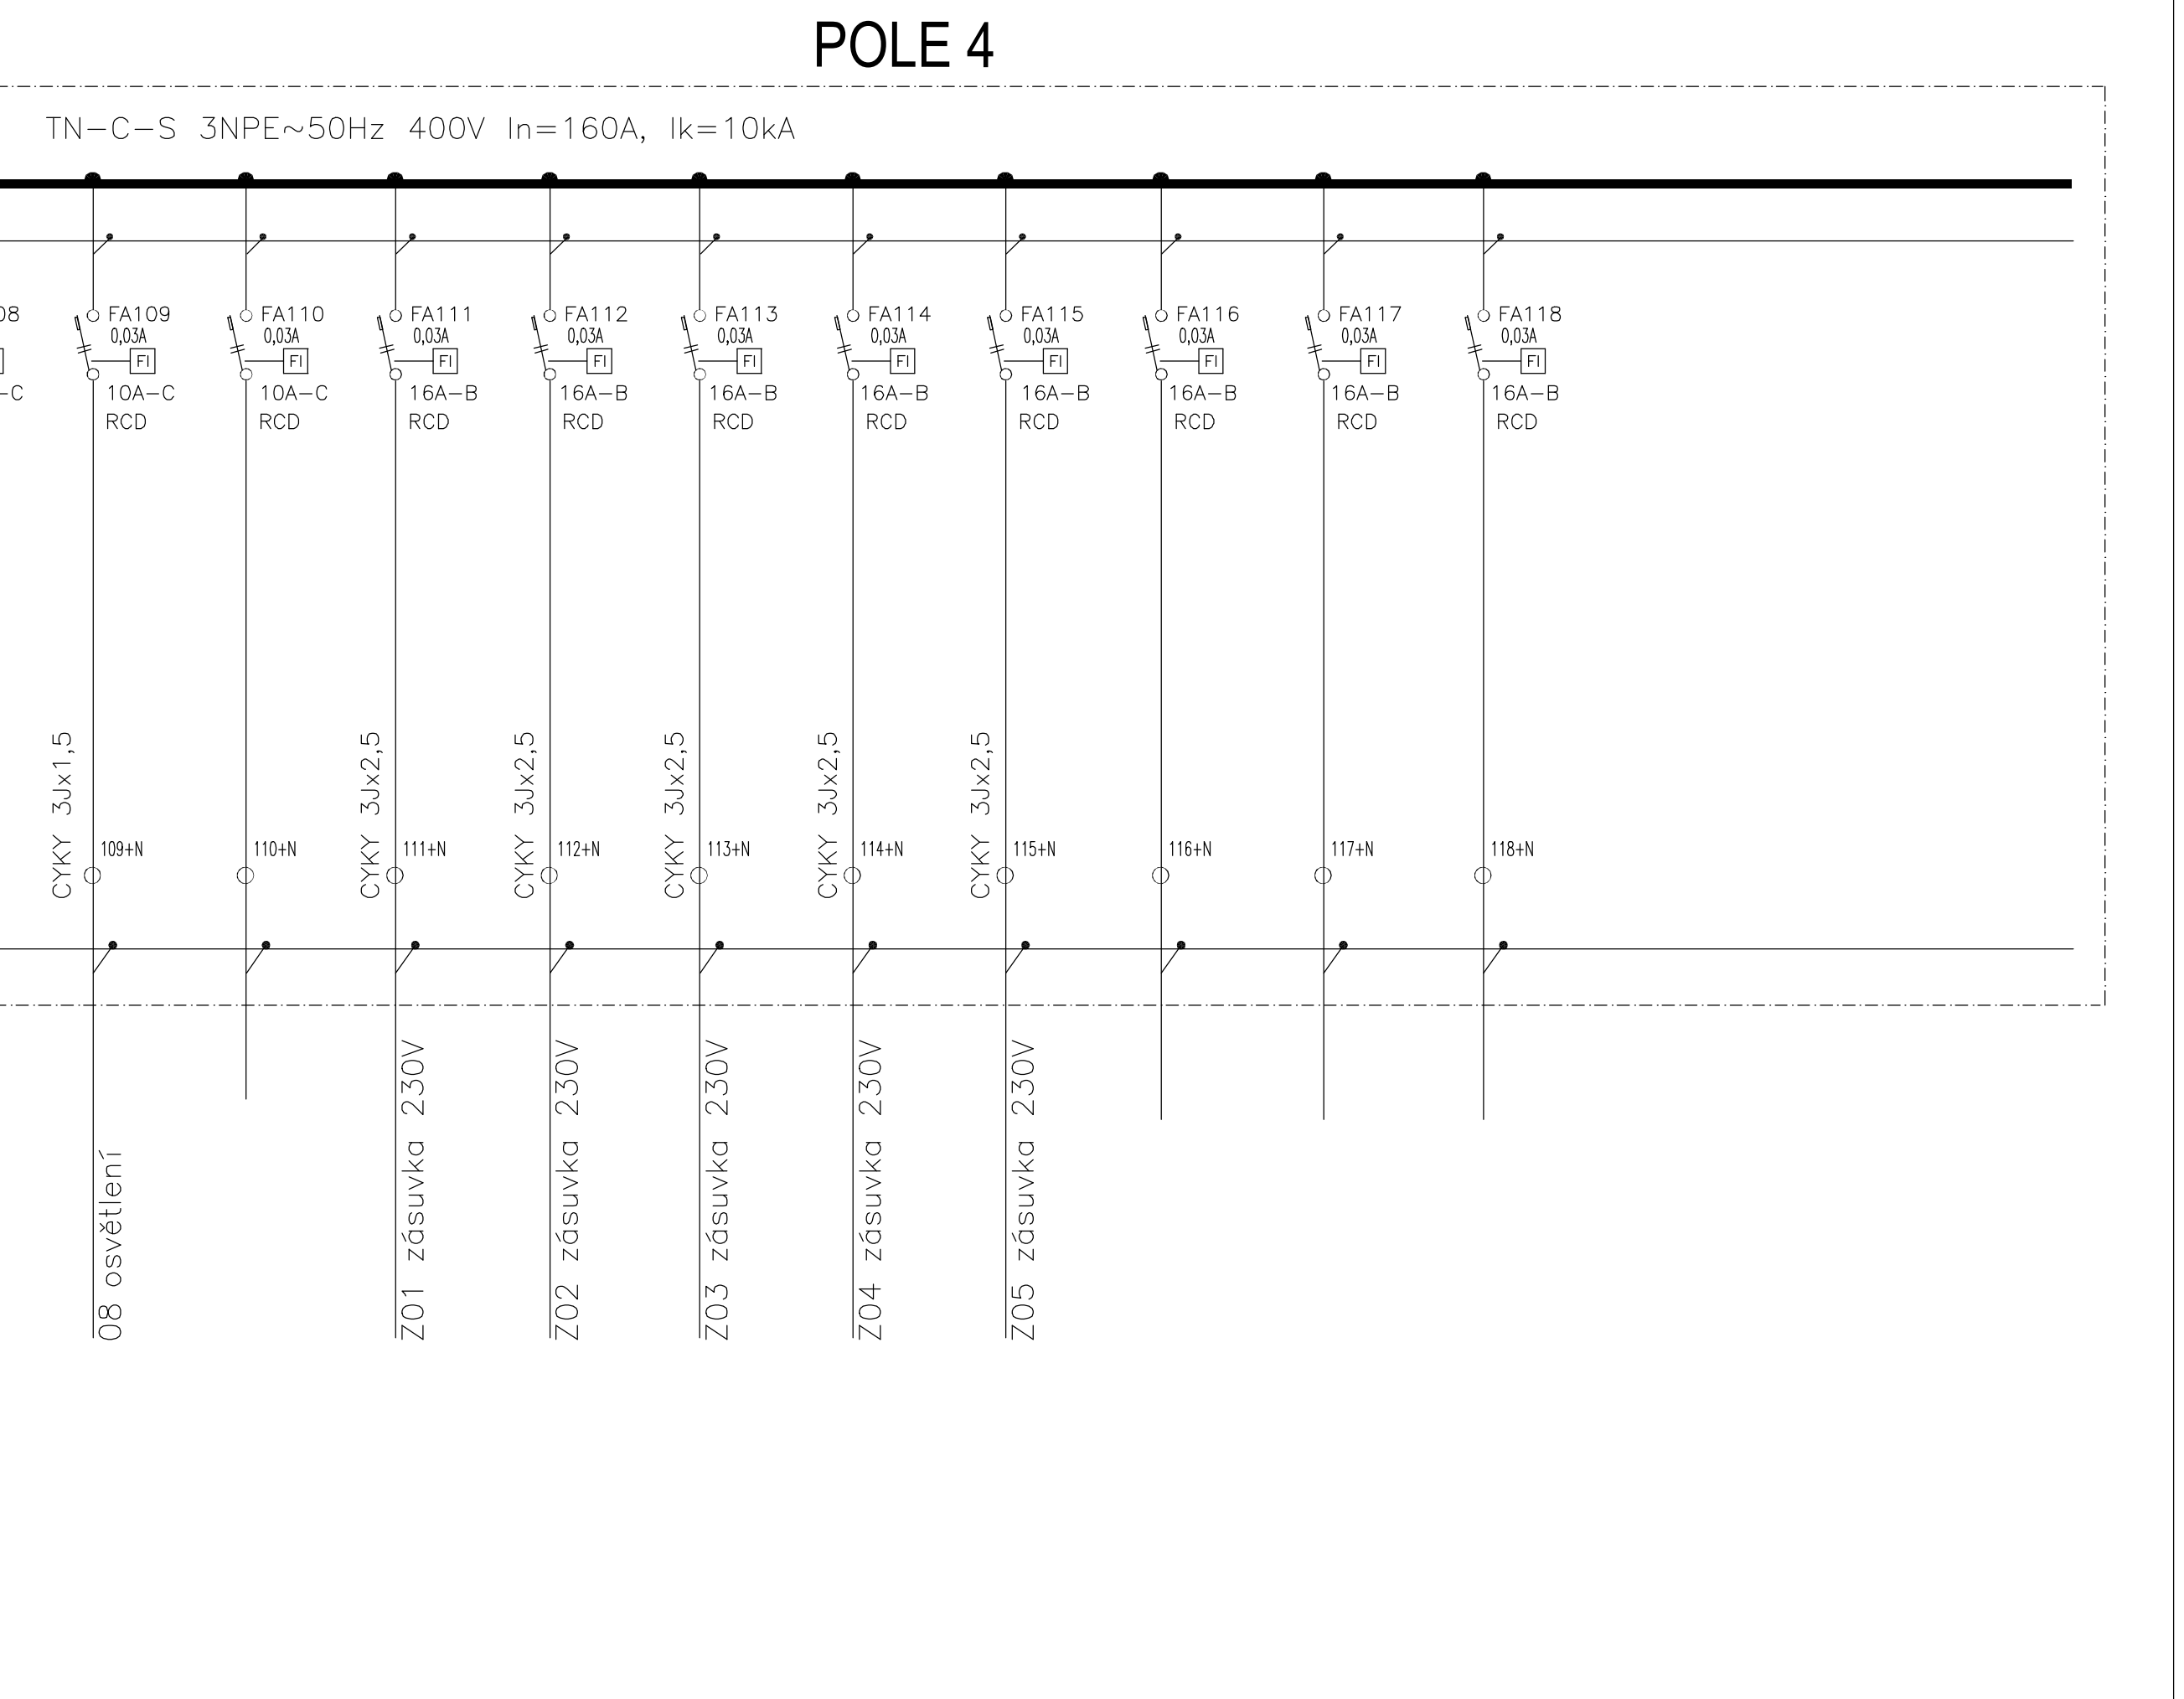 POLE 4
TN-C-S 3NPE~50Hz 400V In=160A, Ik=10kA
08
-C
FA109
0,03A
FI
10A-C
RCD
FA110
0,03A
FI
10A-C
RCD
FA111
0,03A
FI
16A-B
RCD
FA112
0,03A
FI
16A-B
RCD
FA113
0,03A
FI
16A-B
RCD
FA114
0,03A
FI
16A-B
RCD
FA115
0,03A
FI
16A-B
RCD
FA116
0,03A
FI
16A-B
RCD
FA117
0,03A
FI
16A-B
RCD
FA118
0,03A
FI
16A-B
RCD
CYKY 3Jx1,5
109+N
110+N
CYKY 3Jx2,5
111+N
CYKY 3Jx2,5
112+N
CYKY 3Jx2,5
113+N
CYKY 3Jx2,5
114+N
CYKY 3Jx2,5
115+N
116+N
117+N
118+N
08 osvětlení
Z01 zásuvka 230V
Z02 zásuvka 230V
Z03 zásuvka 230V
Z04 zásuvka 230V
Z05 zásuvka 230V